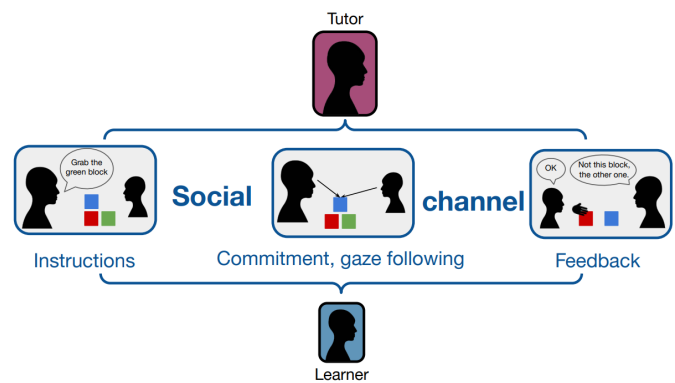 Tutor
Grab the
green block
Social
channel
OK
Not this block,
the other one.
Instructions
Commitment, gaze following
Feedback
Learner